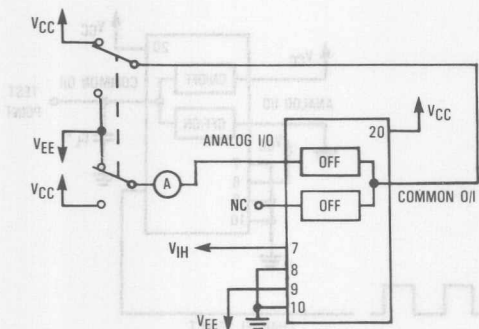 VCC
VEE
VCC
A
ANALOG I/O
OFF
NC
OFF
20
VCC
COMMON O/I
VIH
7
8
9
10
VEE